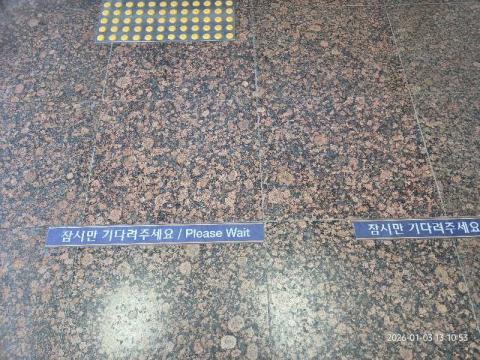 잠시만 기다려주세요 / Please Wait
잠시만 기다려주세요
2026-01-03 13:10:53